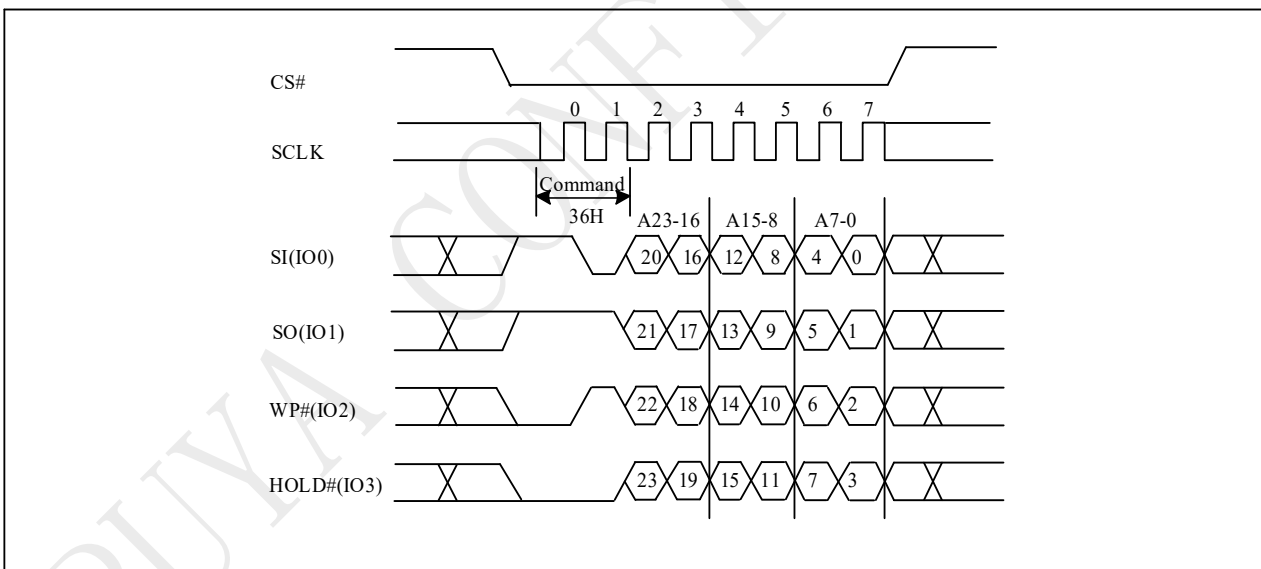 CS#
0 1 2 3 4 5 6 7
SCLK
Command
36H
A23-16 A15-8 A7-0
SI(IO0) 20 16 12 8 4 0
SO(IO1) 21 17 13 9 5 1
WP#(IO2) 22 18 14 10 6 2
HOLD#(IO3) 23 19 15 11 7 3